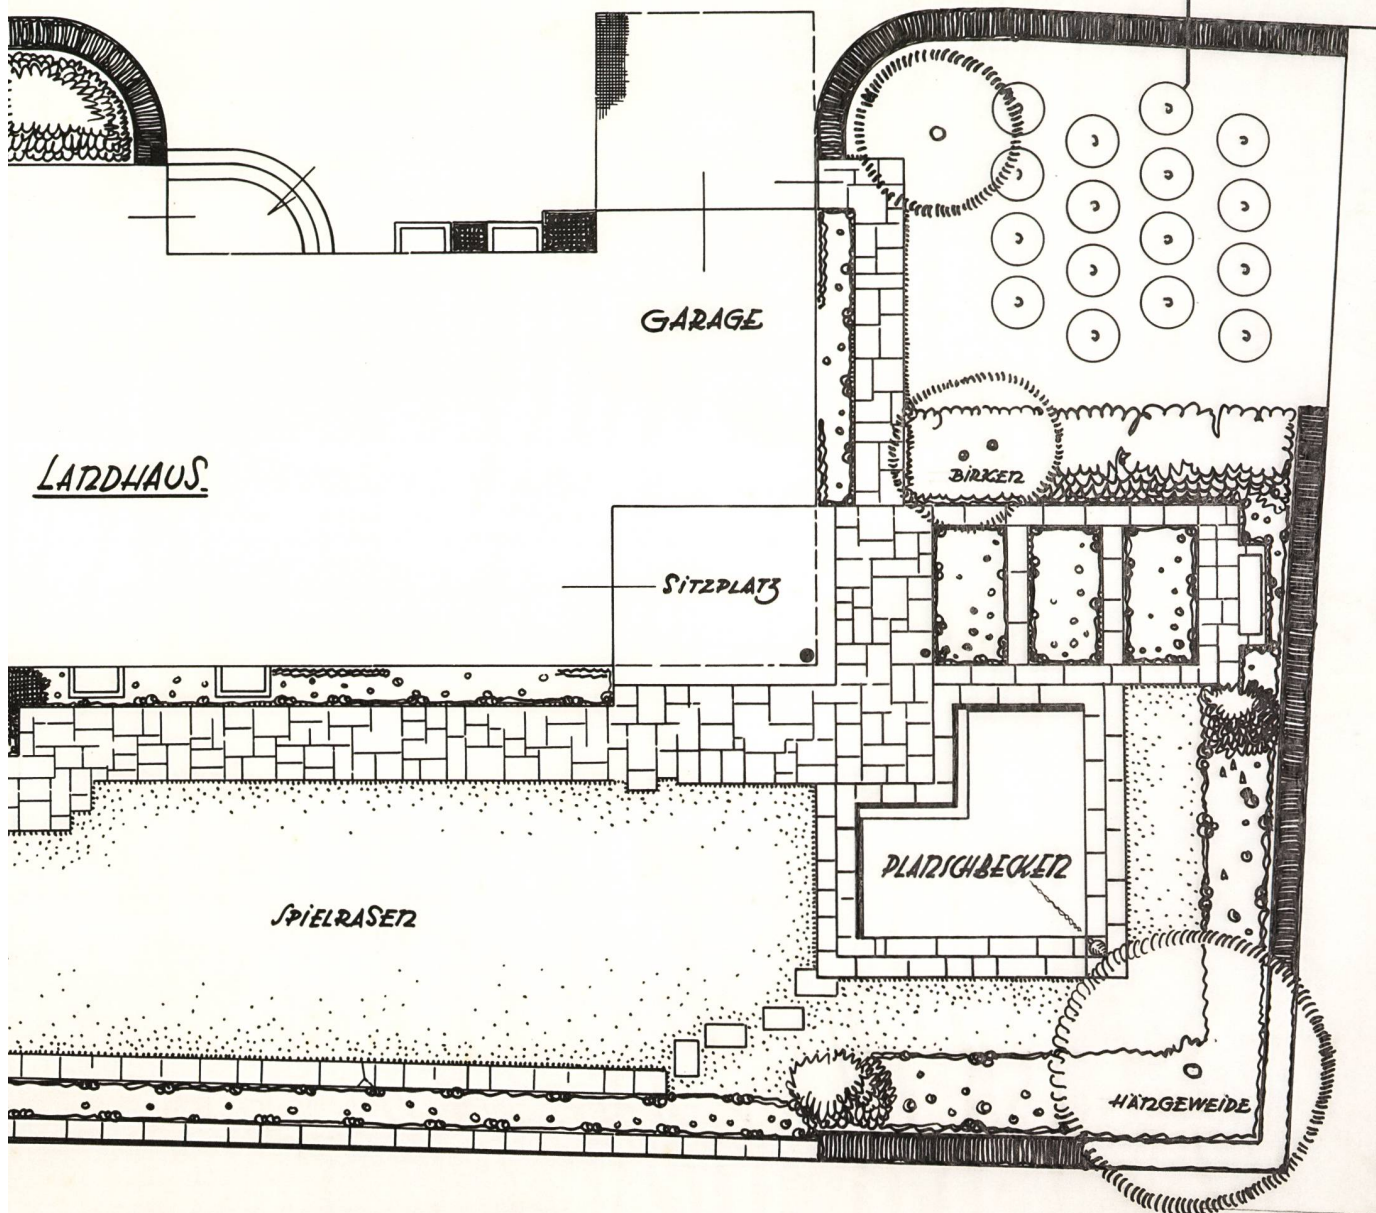 GARAGE
LANDHAUS.
BIRKEN
SITZPLATZ
PLANSCHBECKEN
SPIELRASEN
HÄNGEWEIDE